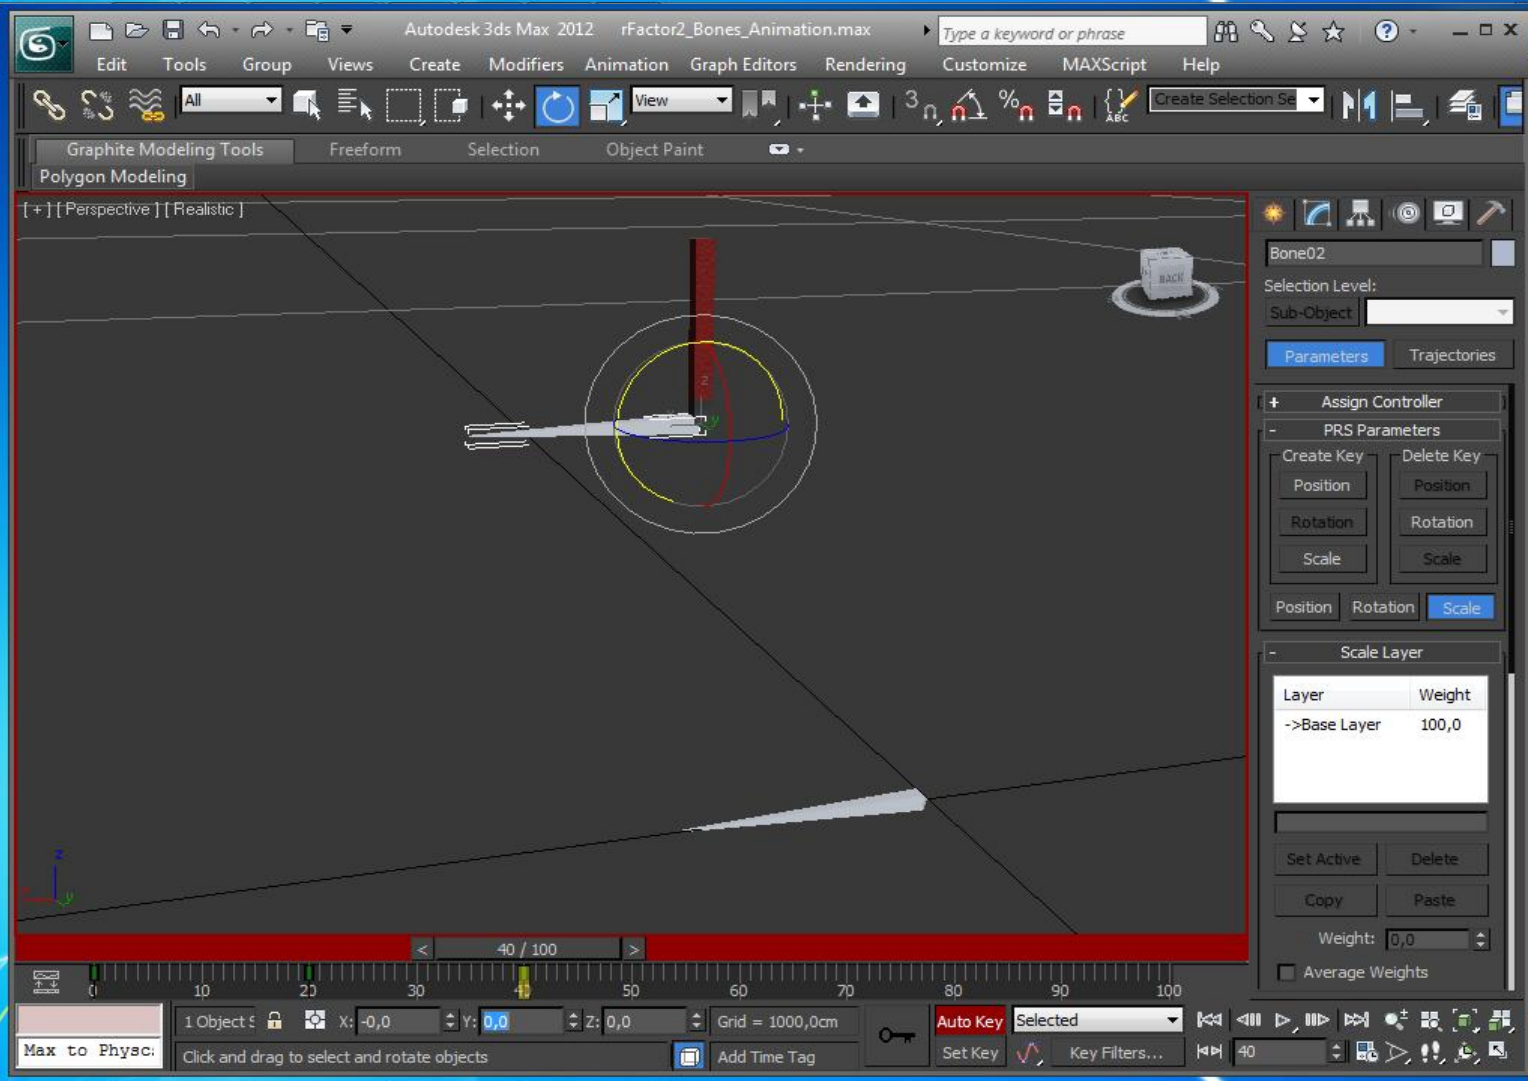 Autodesk 3ds Max 2012 rFactor2_Bones_Animation.max Type a keyword or phrase
Edit Tools Group Views Create Modifiers Animation Graph Editors Rendering Customize MAXScript Help
All View Create Selection Se
Graphite Modeling Tools Freeform Selection Object Paint
Polygon Modeling
[ + ] [ Perspective ] [ Realistic ]
BACK
Bone02
Selection Level:
Sub-Object
Parameters Trajectories
+ Assign Controller
- PRS Parameters
Create Key Delete Key
Position Position
Rotation Rotation
Scale Scale
Position Rotation Scale
- Scale Layer
Layer Weight
->Base Layer 100,0
Set Active Delete
Copy Paste
Weight: 0,0
Average Weights
z
y
z
y
< 40 / 100 >
0 10 20 30 40 50 60 70 80 90 100
1 Object S X: -0,0 Y: 0,0 Z: 0,0 Grid = 1000,0cm Auto Key Selected
Max to Physc: Click and drag to select and rotate objects Add Time Tag Set Key Key Filters... 40